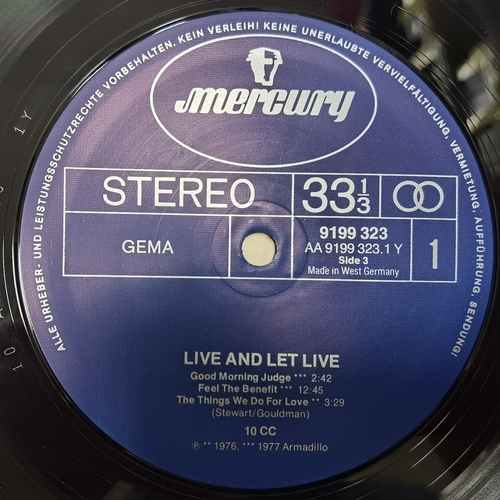 ALLE URHEBER- UND LEISTUNGSSCHUTZRECHTE VORBEHALTEN. KEIN VERLEIH! KEINE UNERLAUBTE VERVIELFÄLTIGUNG, VERMIETUNG, AUFFÜHRUNG, SENDUNG!
mercury
STEREO
33 1/3
GEMA
9199 323
AA 9199 323.1 Y
Side 3
Made in West Germany
1
LIVE AND LET LIVE
Good Morning Judge *** 2:42
Feel The Benefit ** 12:45
The Things We Do For Love ** 3:29
(Stewart/Gouldman)
10 CC
℗ ** 1976, *** 1977 Armadillo